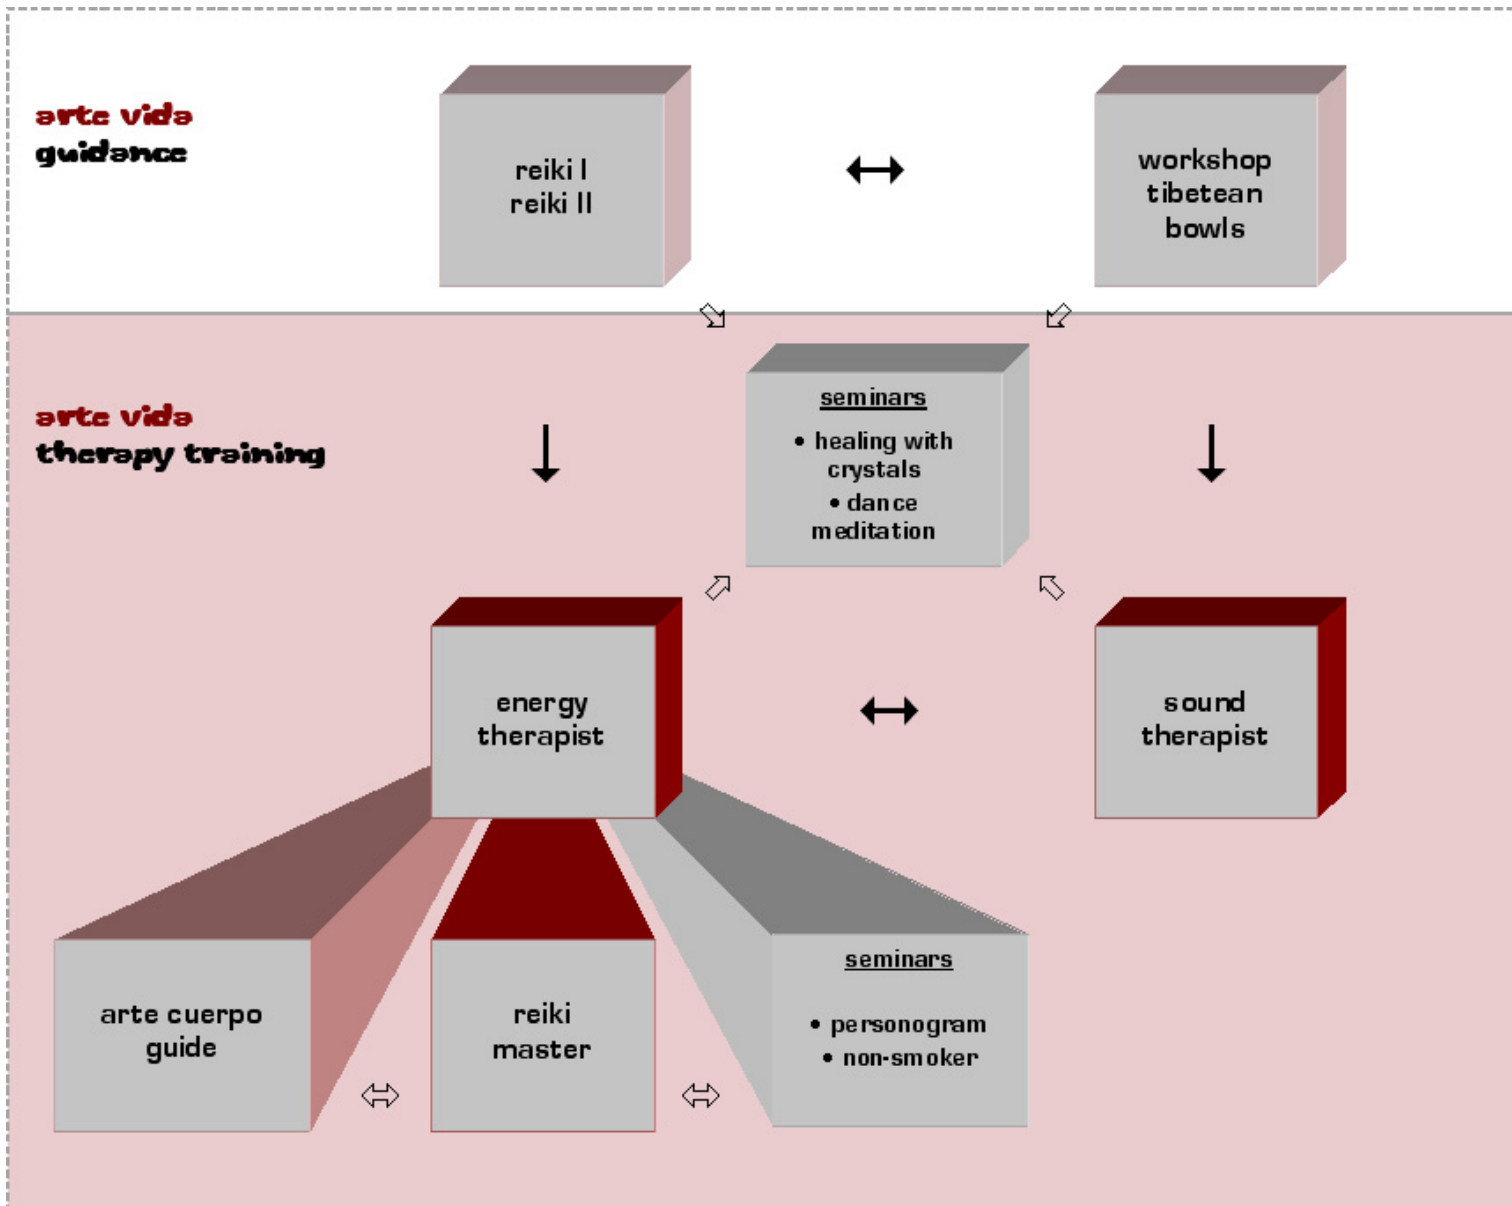 arte vida
guidance
reiki I
reiki II
workshop
tibetean
bowls
arte vida
therapy training
seminars
• healing with
crystals
• dance
meditation
energy
therapist
sound
therapist
arte cuerpo
guide
reiki
master
seminars
• personogram
• non-smoker